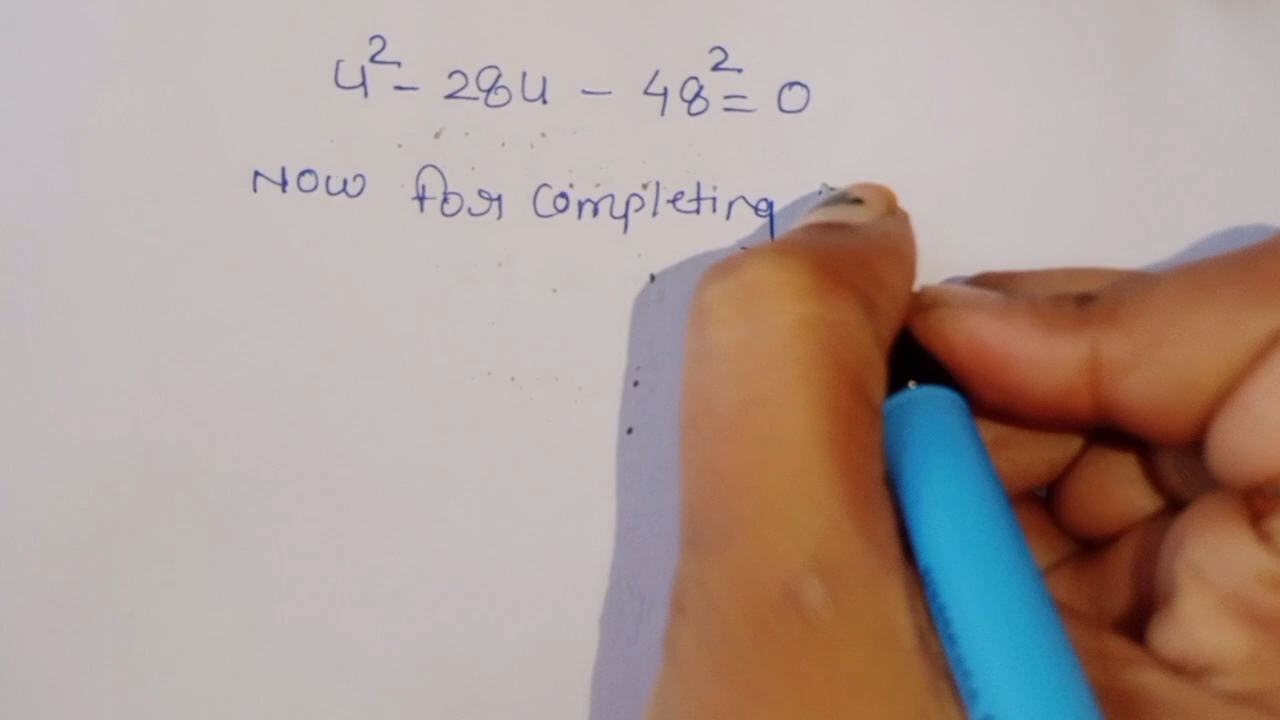 u² - 28u - 48² = 0
Now for completing